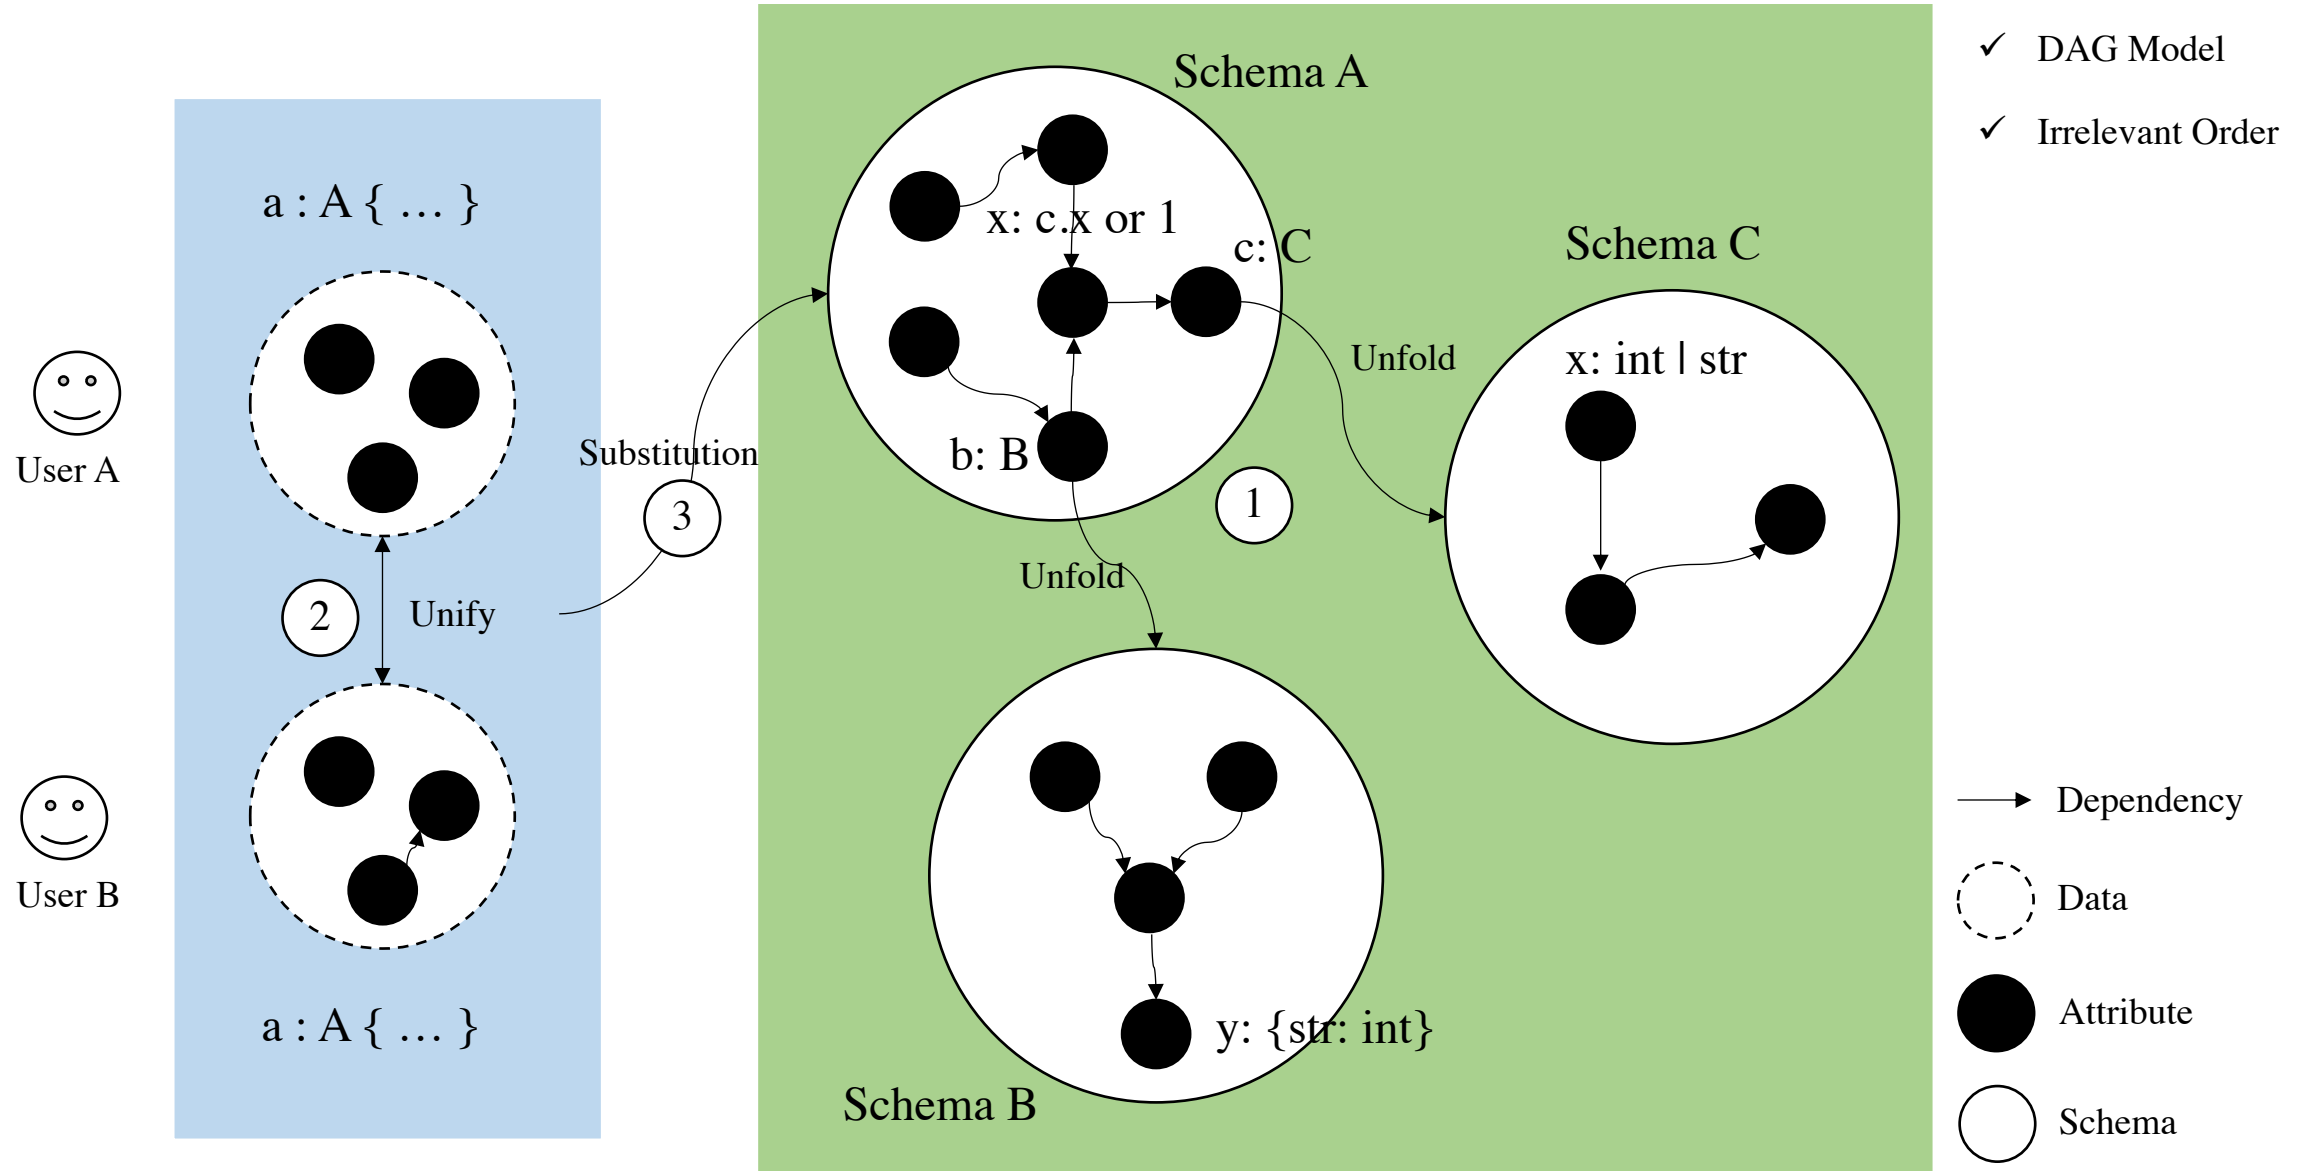 DAG Model
Irrelevant Order
Schema A
a : A { … }
x: c.x or 1
c: C
Schema C
Unfold
x: int | str
User A
Substitution
b: B
3
1
Unfold
2
Unify
User B
a : A { … }
y: {str: int}
Schema B
Dependency
Data
Attribute
Schema